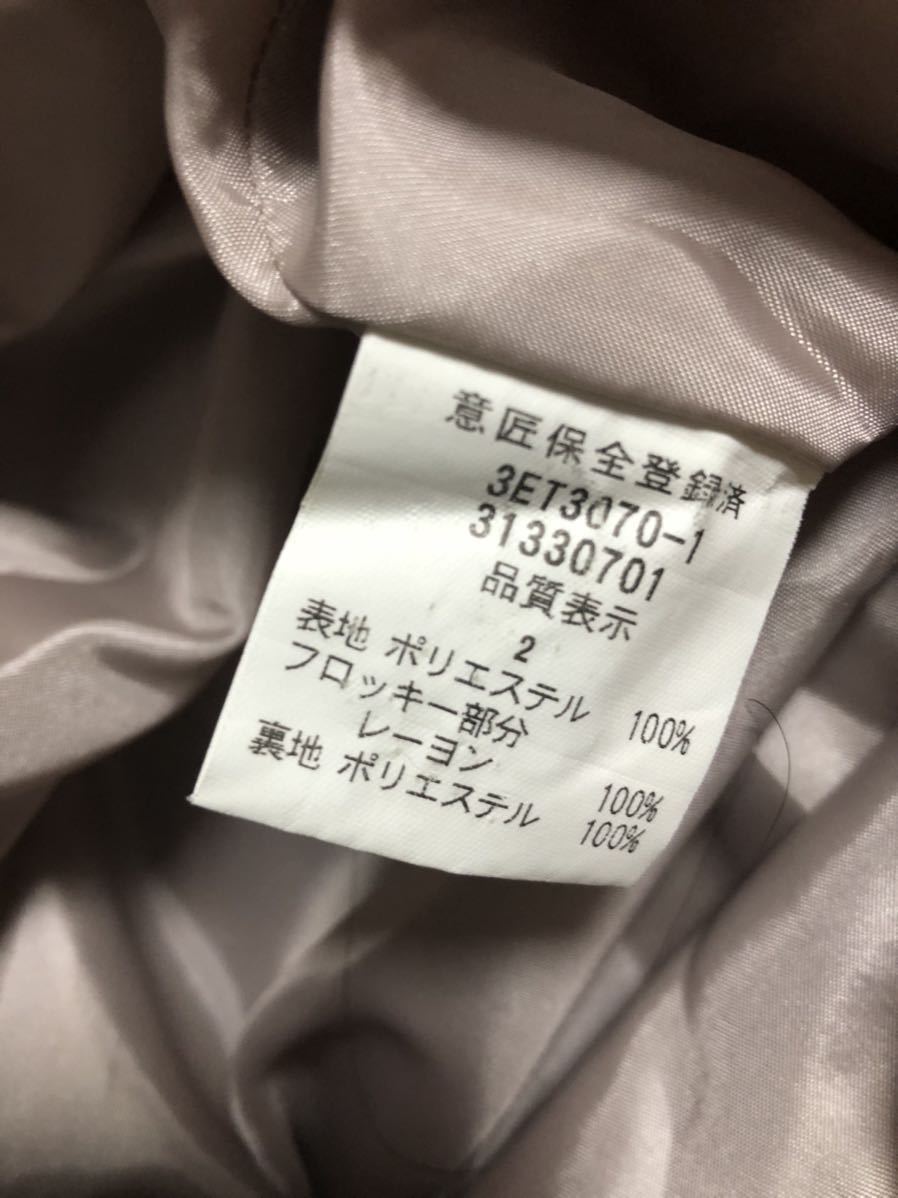 意匠保全登録済
3ET3070-1
31330701
品質表示
2
表地 ポリエステル 100%
フロッキー部分
レーヨン 100%
裏地 ポリエステル 100%